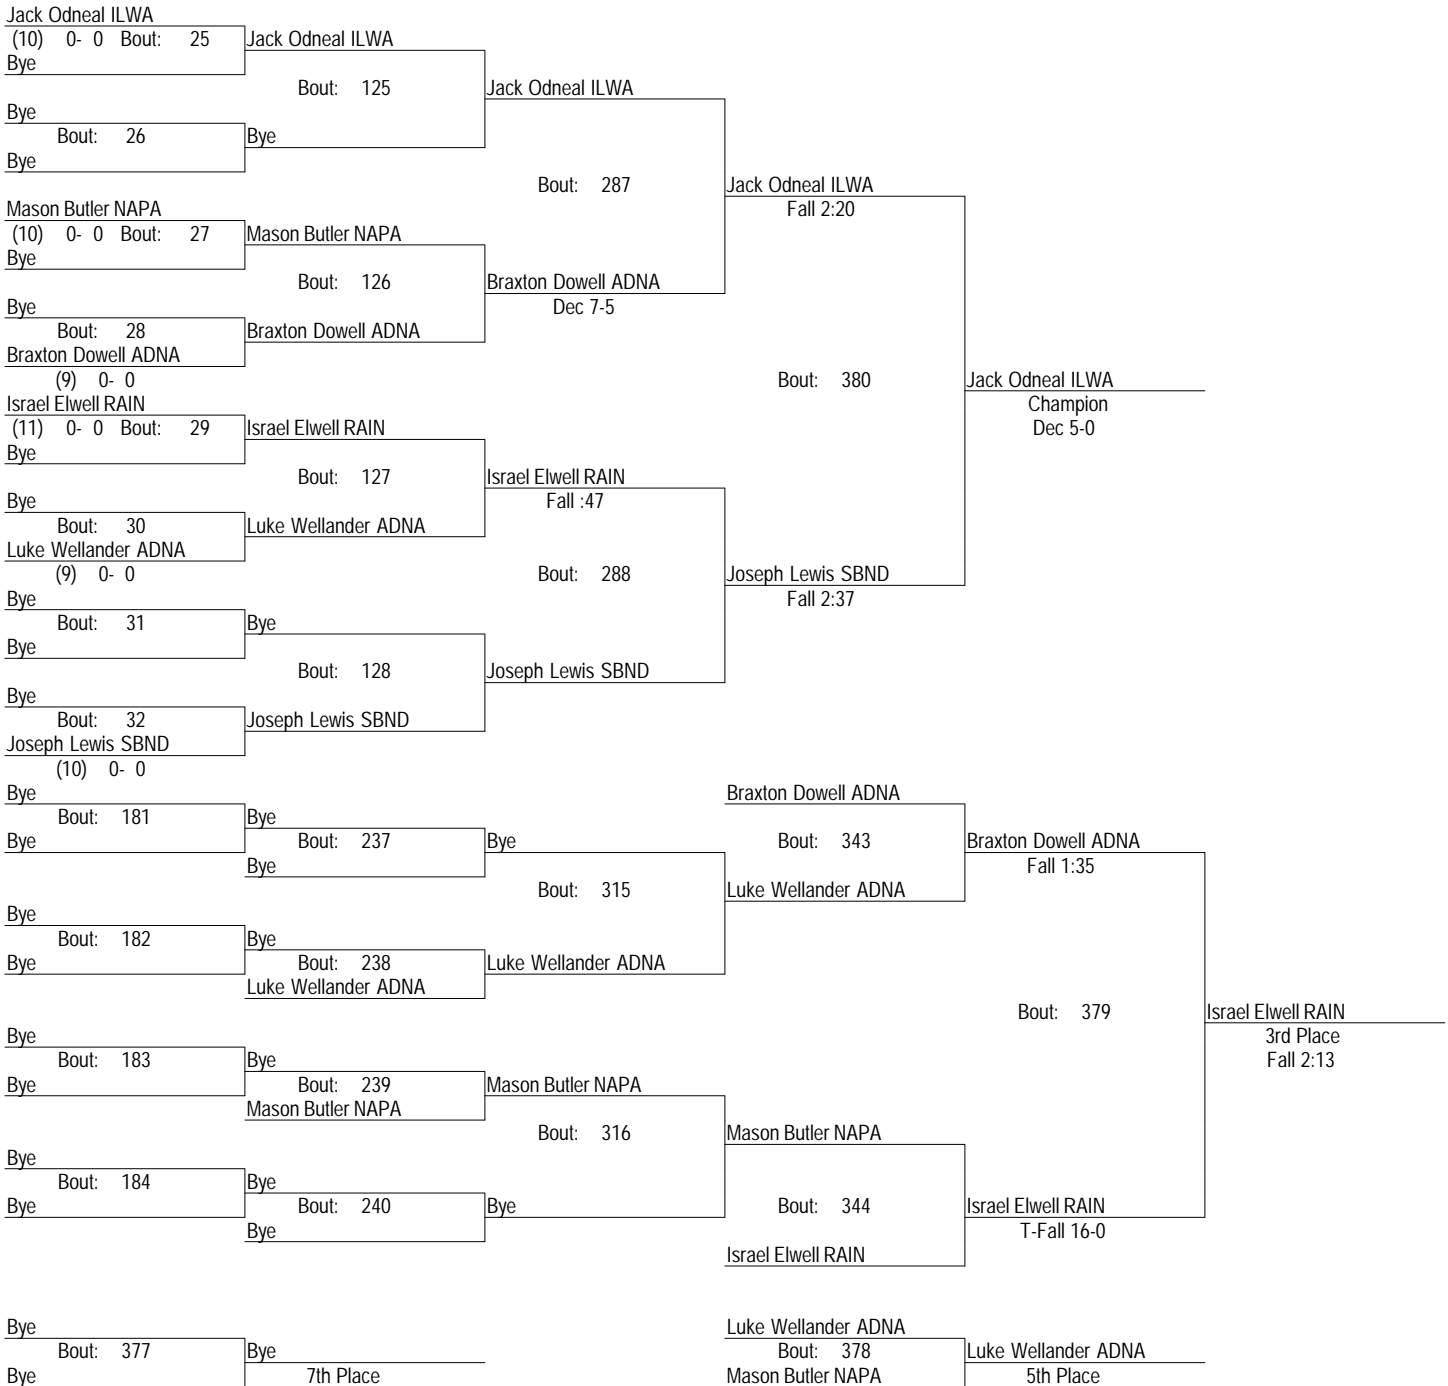 Jack Odneal ILWA
(10) 0- 0 Bout: 25 Jack Odneal ILWA
Bye
Bout: 125 Jack Odneal ILWA
Bye
Bout: 26 Bye
Bye
Bout: 287 Jack Odneal ILWA
Fall 2:20
Mason Butler NAPA
(10) 0- 0 Bout: 27 Mason Butler NAPA
Bye
Bout: 126 Braxton Dowell ADNA
Dec 7-5
Bye
Bout: 28 Braxton Dowell ADNA
Braxton Dowell ADNA
(9) 0- 0
Bout: 380 Jack Odneal ILWA
Champion
Dec 5-0
Israel Elwell RAIN
(11) 0- 0 Bout: 29 Israel Elwell RAIN
Bye
Bout: 127 Israel Elwell RAIN
Fall :47
Bye
Bout: 30 Luke Wellander ADNA
Luke Wellander ADNA
(9) 0- 0
Bout: 288 Joseph Lewis SBND
Fall 2:37
Bye
Bout: 31 Bye
Bye
Bout: 128 Joseph Lewis SBND
Bye
Bout: 32 Joseph Lewis SBND
Joseph Lewis SBND
(10) 0- 0
Bye Braxton Dowell ADNA
Bout: 181 Bye
Bye Bout: 237 Bye Bout: 343 Braxton Dowell ADNA
Bye Fall 1:35
Bout: 315 Luke Wellander ADNA
Bye
Bout: 182 Bye
Bye Bout: 238 Luke Wellander ADNA
Luke Wellander ADNA
Bout: 379 Israel Elwell RAIN
3rd Place
Fall 2:13
Bye
Bout: 183 Bye
Bye Bout: 239 Mason Butler NAPA
Mason Butler NAPA
Bout: 316 Mason Butler NAPA
Bye
Bout: 184 Bye
Bye Bout: 240 Bye Bout: 344 Israel Elwell RAIN
Bye T-Fall 16-0
Israel Elwell RAIN
Bye Luke Wellander ADNA
Bout: 377 Bye Bout: 378 Luke Wellander ADNA
Bye 7th Place Mason Butler NAPA 5th Place